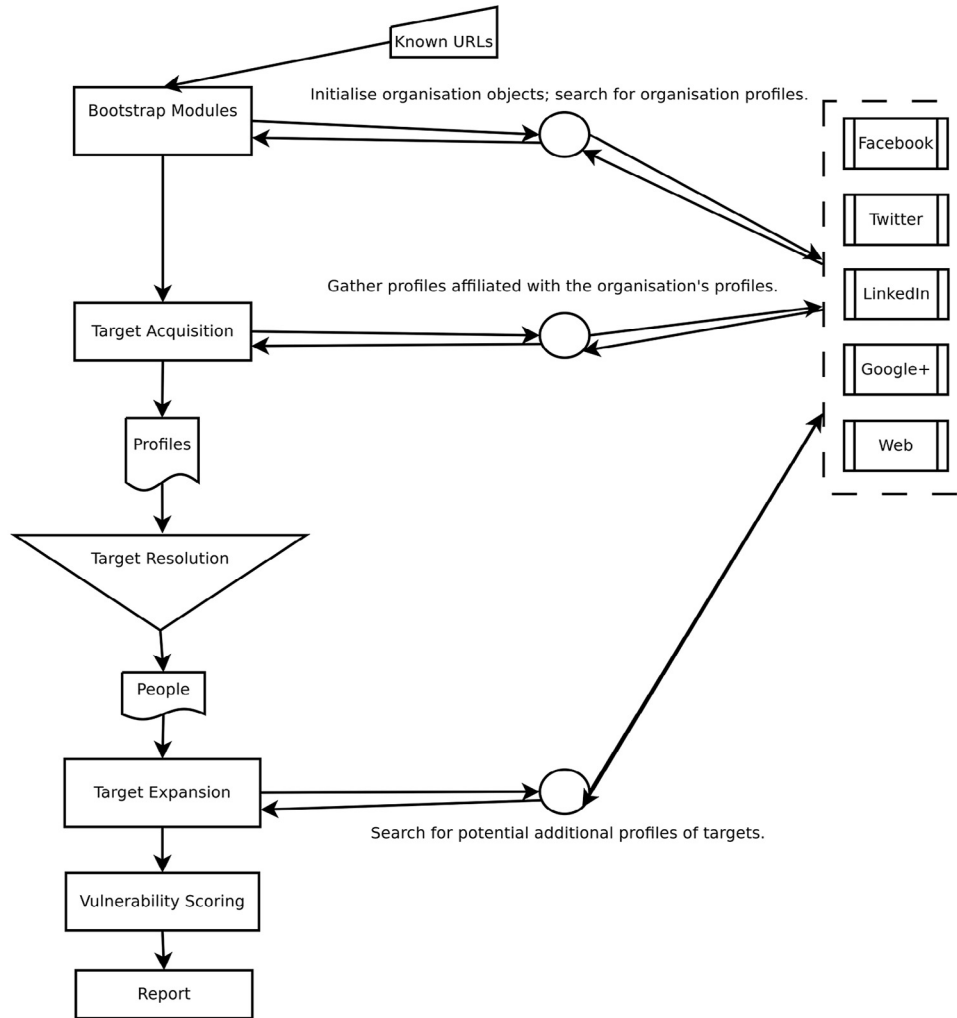 Known URLs
Bootstrap Modules
Initialise organisation objects; search for organisation profiles.
Facebook
Twitter
LinkedIn
Google+
Web
Gather profiles affiliated with the organisation's profiles.
Target Acquisition
Profiles
Target Resolution
People
Target Expansion
Search for potential additional profiles of targets.
Vulnerability Scoring
Report